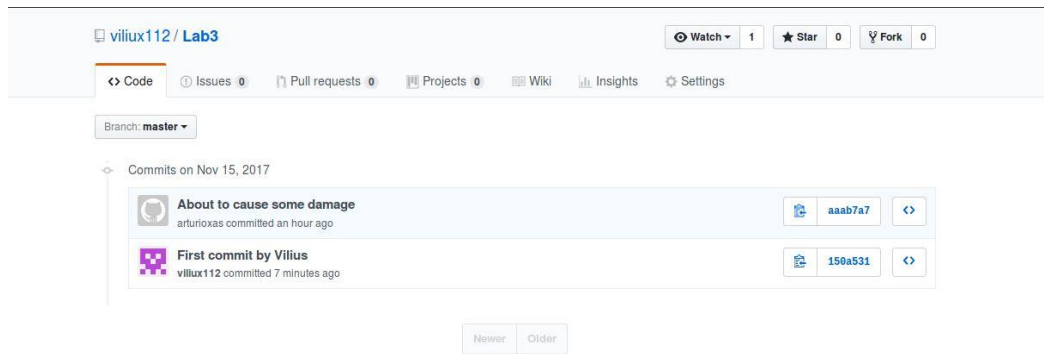 viliux112 / Lab3
Watch 1 Star 0 Fork 0
Code Issues 0 Pull requests 0 Projects 0 Wiki Insights Settings
Branch: master
Commits on Nov 15, 2017
About to cause some damage
arturioxas committed an hour ago
aaab7a7
First commit by Vilius
viliux112 committed 7 minutes ago
150a531
Newer Older